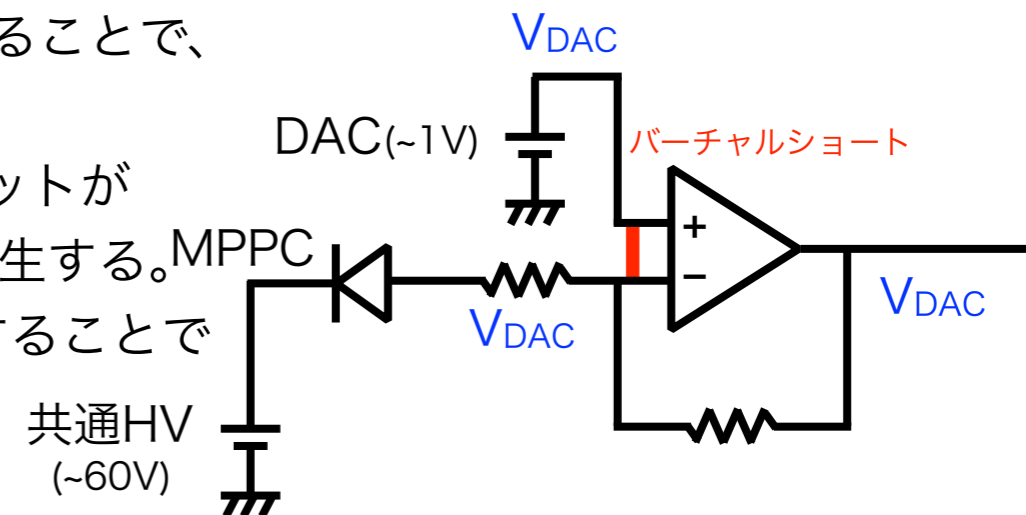 ることで、
ットが
生する。
することで
VDAC
DAC(~1V)
バーチャルショート
MPPC
+
−
VDAC
VDAC
共通HV
(~60V)